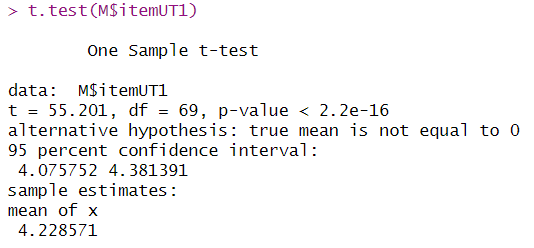 > t.test(M$itemUT1)
One Sample t-test
data:  M$itemUT1
t = 55.201, df = 69, p-value < 2.2e-16
alternative hypothesis: true mean is not equal to 0
95 percent confidence interval:
4.075752 4.381391
sample estimates:
mean of x
4.228571